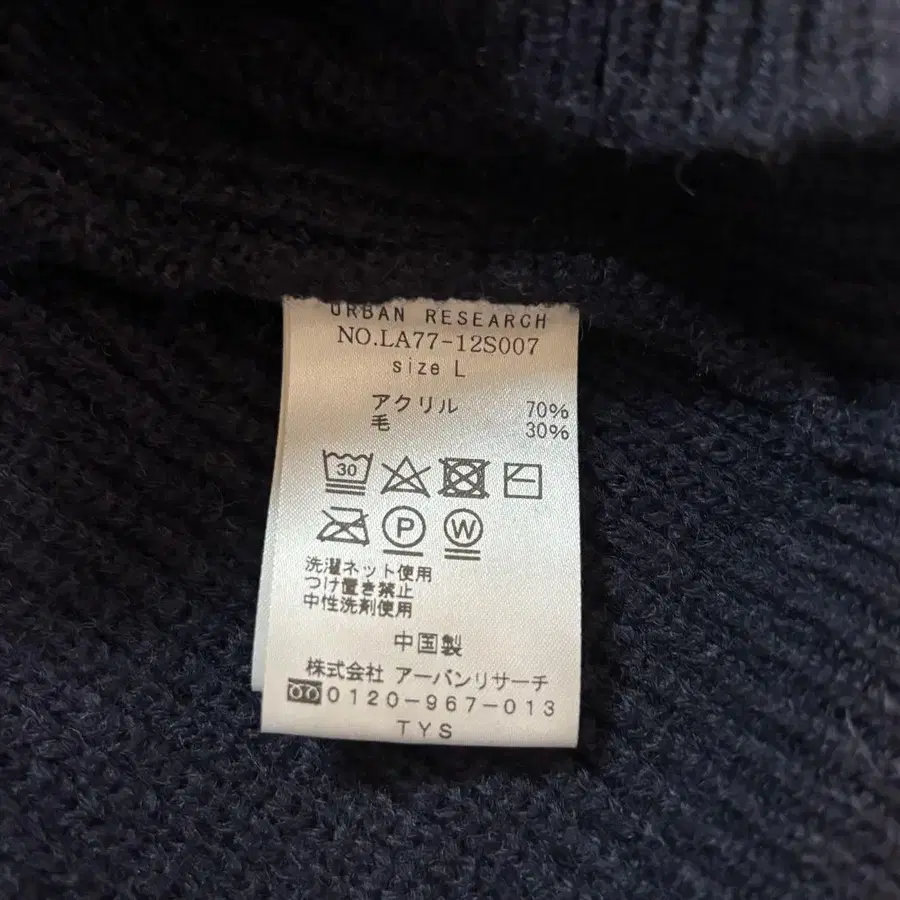 URBAN RESEARCH
NO.LA77-12S007
size L
アクリル 70%
毛 30%
30
P W
洗濯ネット使用
つけ置き禁止
中性洗剤使用
中国製
株式会社 アーバンリサーチ
0120-967-013
TYS